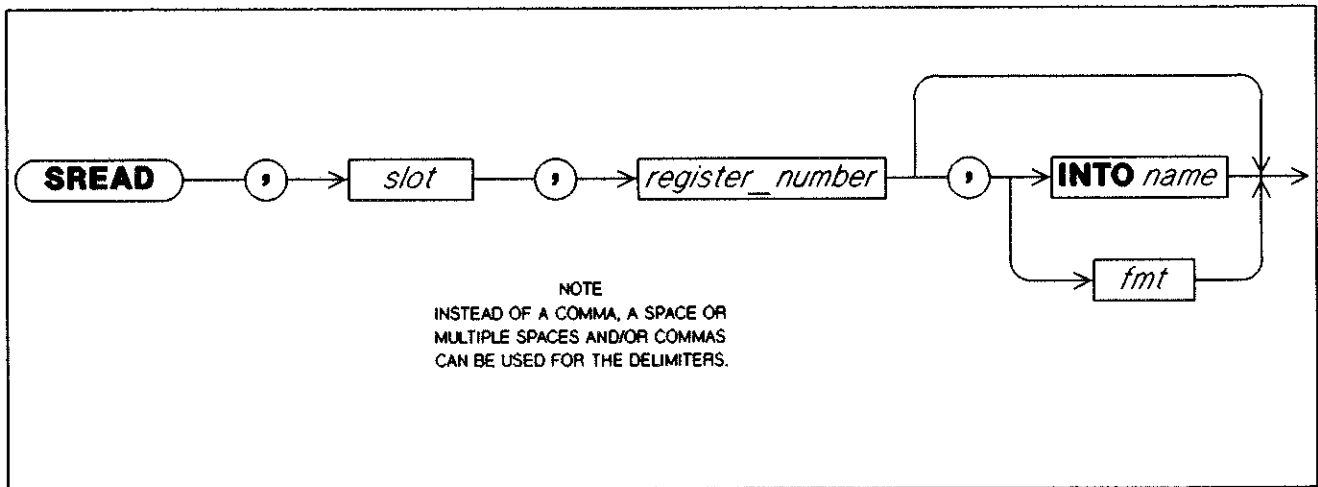 SREAD , slot , register_number , INTO name
fmt
NOTE
INSTEAD OF A COMMA, A SPACE OR
MULTIPLE SPACES AND/OR COMMAS
CAN BE USED FOR THE DELIMITERS.